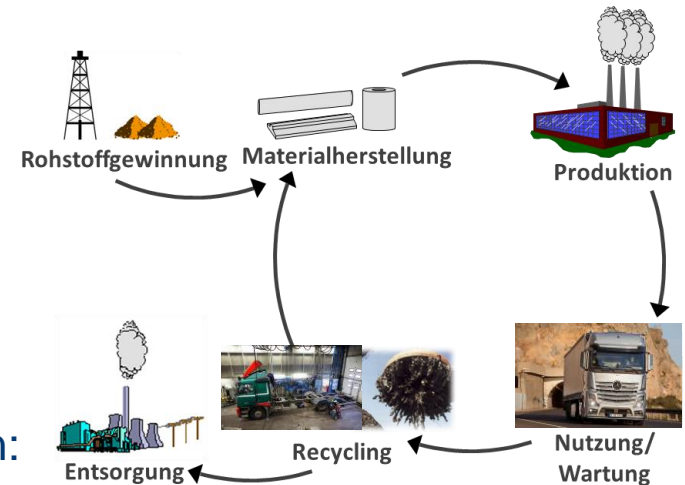 Rohstoffgewinnung
Materialherstellung
Produktion
Nutzung/
Wartung
Recycling
Entsorgung